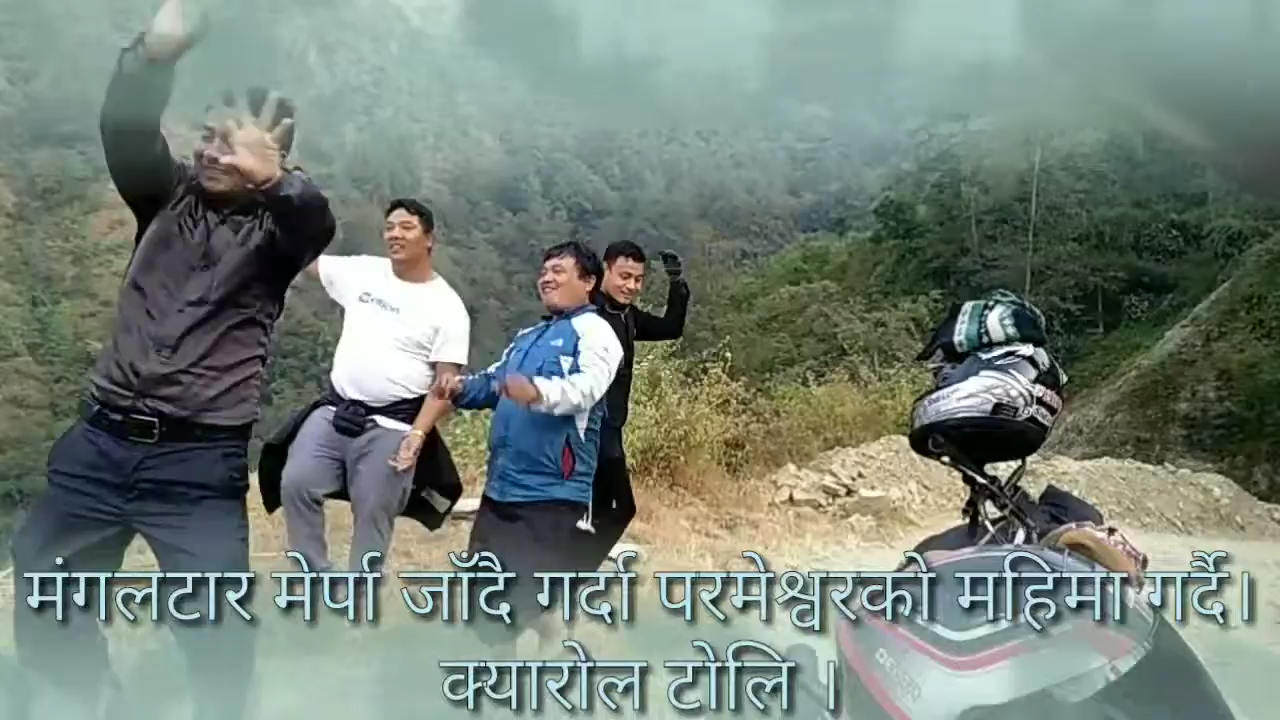 मंगलटार मेर्पा जाँदै गर्दा परमेश्वरको महिमा गर्दै।
क्यारोल टोलि ।